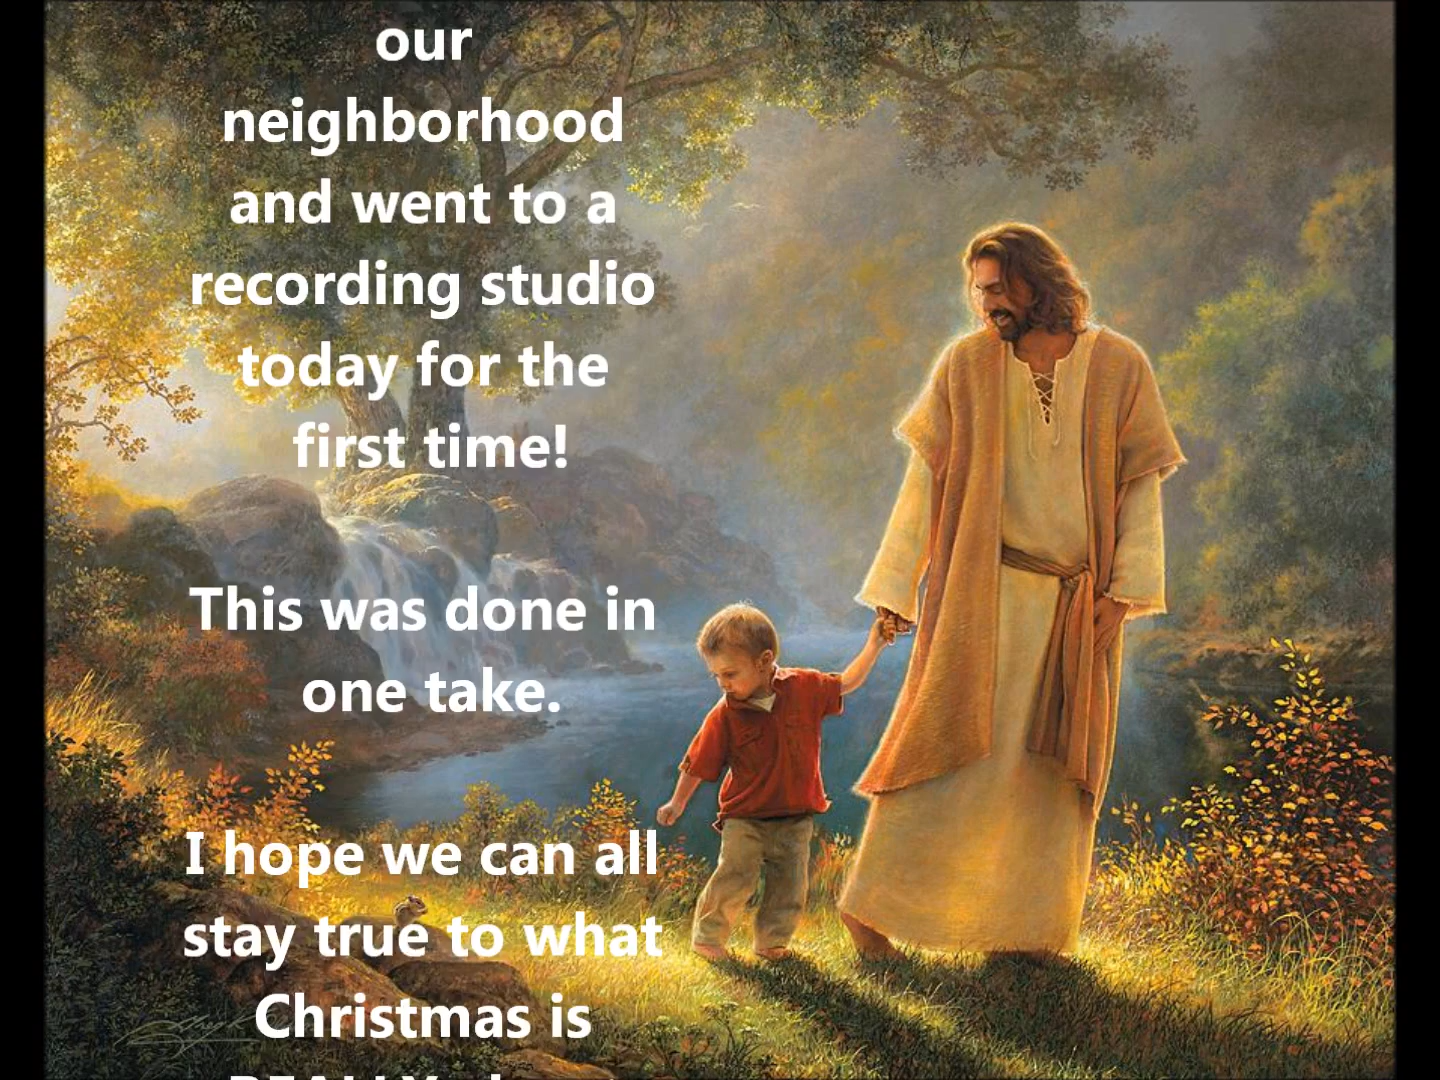 our
neighborhood
and went to a
recording studio
today for the
first time!
This was done in
one take.
I hope we can all
stay true to what
Christmas is